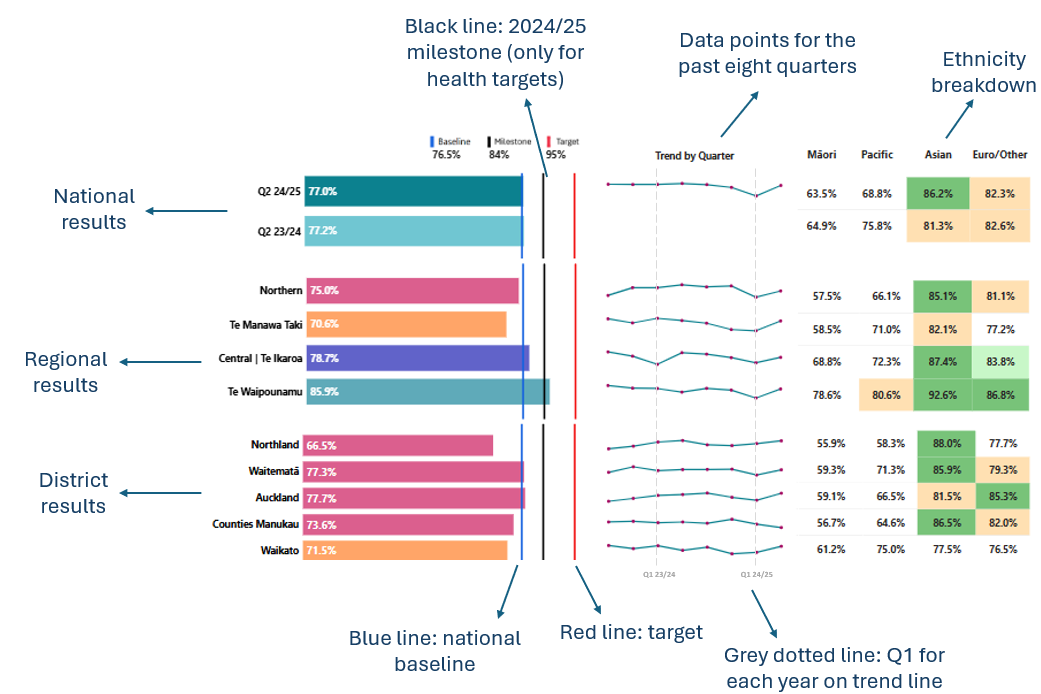 Black line: 2024/25
milestone (only for
health targets)
Data points for the
past eight quarters
Ethnicity
breakdown
Baseline Milestone Target
76.5% 84% 95%
Trend by Quarter
Māori Pacific Asian Euro/Other
National
results
Q2 24/25 77.0% 63.5% 68.8% 86.2% 82.3%
Q2 23/24 77.2% 64.9% 75.8% 81.3% 82.6%
Regional
results
Northern 75.0% 57.5% 66.1% 85.1% 81.1%
Te Manawa Taki 70.6% 58.5% 71.0% 82.1% 77.2%
Central | Te Ikaroa 78.7% 68.8% 72.3% 87.4% 83.8%
Te Waipounamu 85.9% 78.6% 80.6% 92.6% 86.8%
District
results
Northland 66.5% 55.9% 58.3% 88.0% 77.7%
Waitematā 77.3% 59.3% 71.3% 85.9% 79.3%
Auckland 77.7% 59.1% 66.5% 81.5% 85.3%
Counties Manukau 73.6% 56.7% 64.6% 86.5% 82.0%
Waikato 71.5% 61.2% 75.0% 77.5% 76.5%
Q1 23/24 Q1 24/25
Blue line: national
baseline
Red line: target
Grey dotted line: Q1 for
each year on trend line